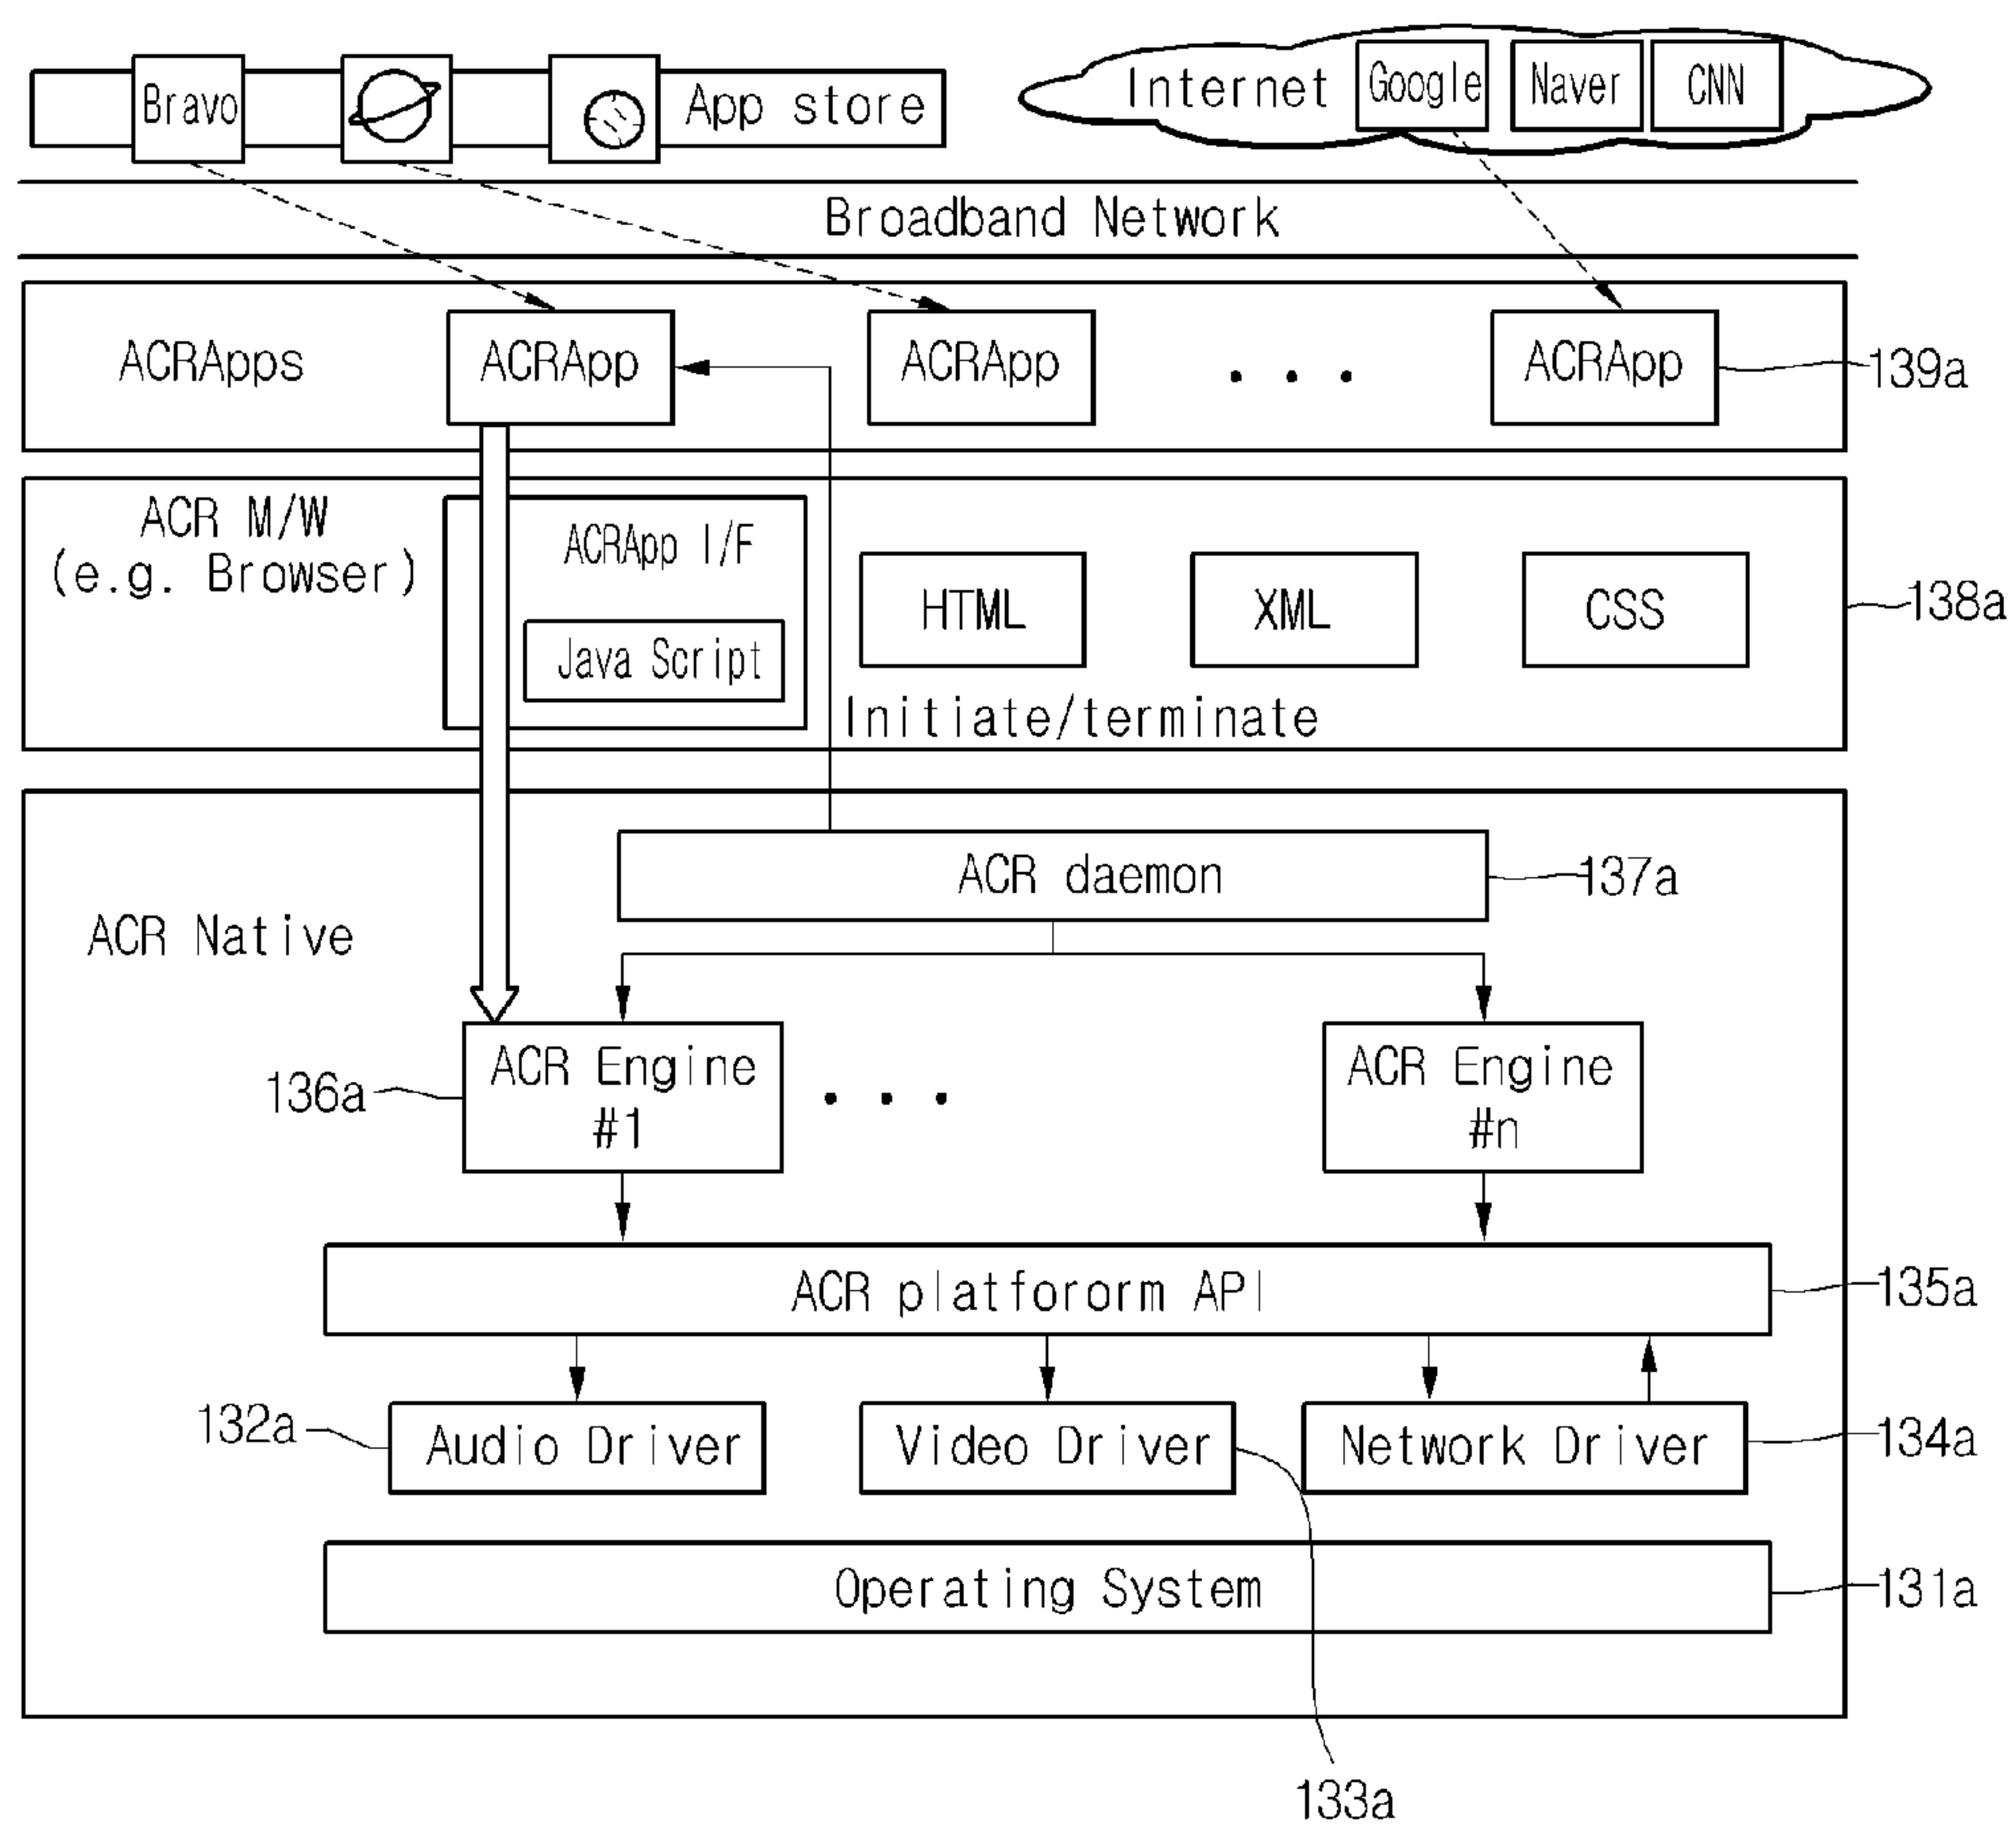 Bravo
App store
Internet
Google
Naver
CNN
Broadband Network
ACRApps
ACRApp
ACRApp
ACRApp
139a
ACR M/W
(e.g. Browser)
ACRApp I/F
Java Script
HTML
XML
CSS
138a
Initiate/terminate
ACR daemon
137a
ACR Native
ACR Engine
#1
136a
ACR Engine
#n
ACR platfororm API
135a
132a
Audio Driver
Video Driver
Network Driver
134a
Operating System
131a
133a